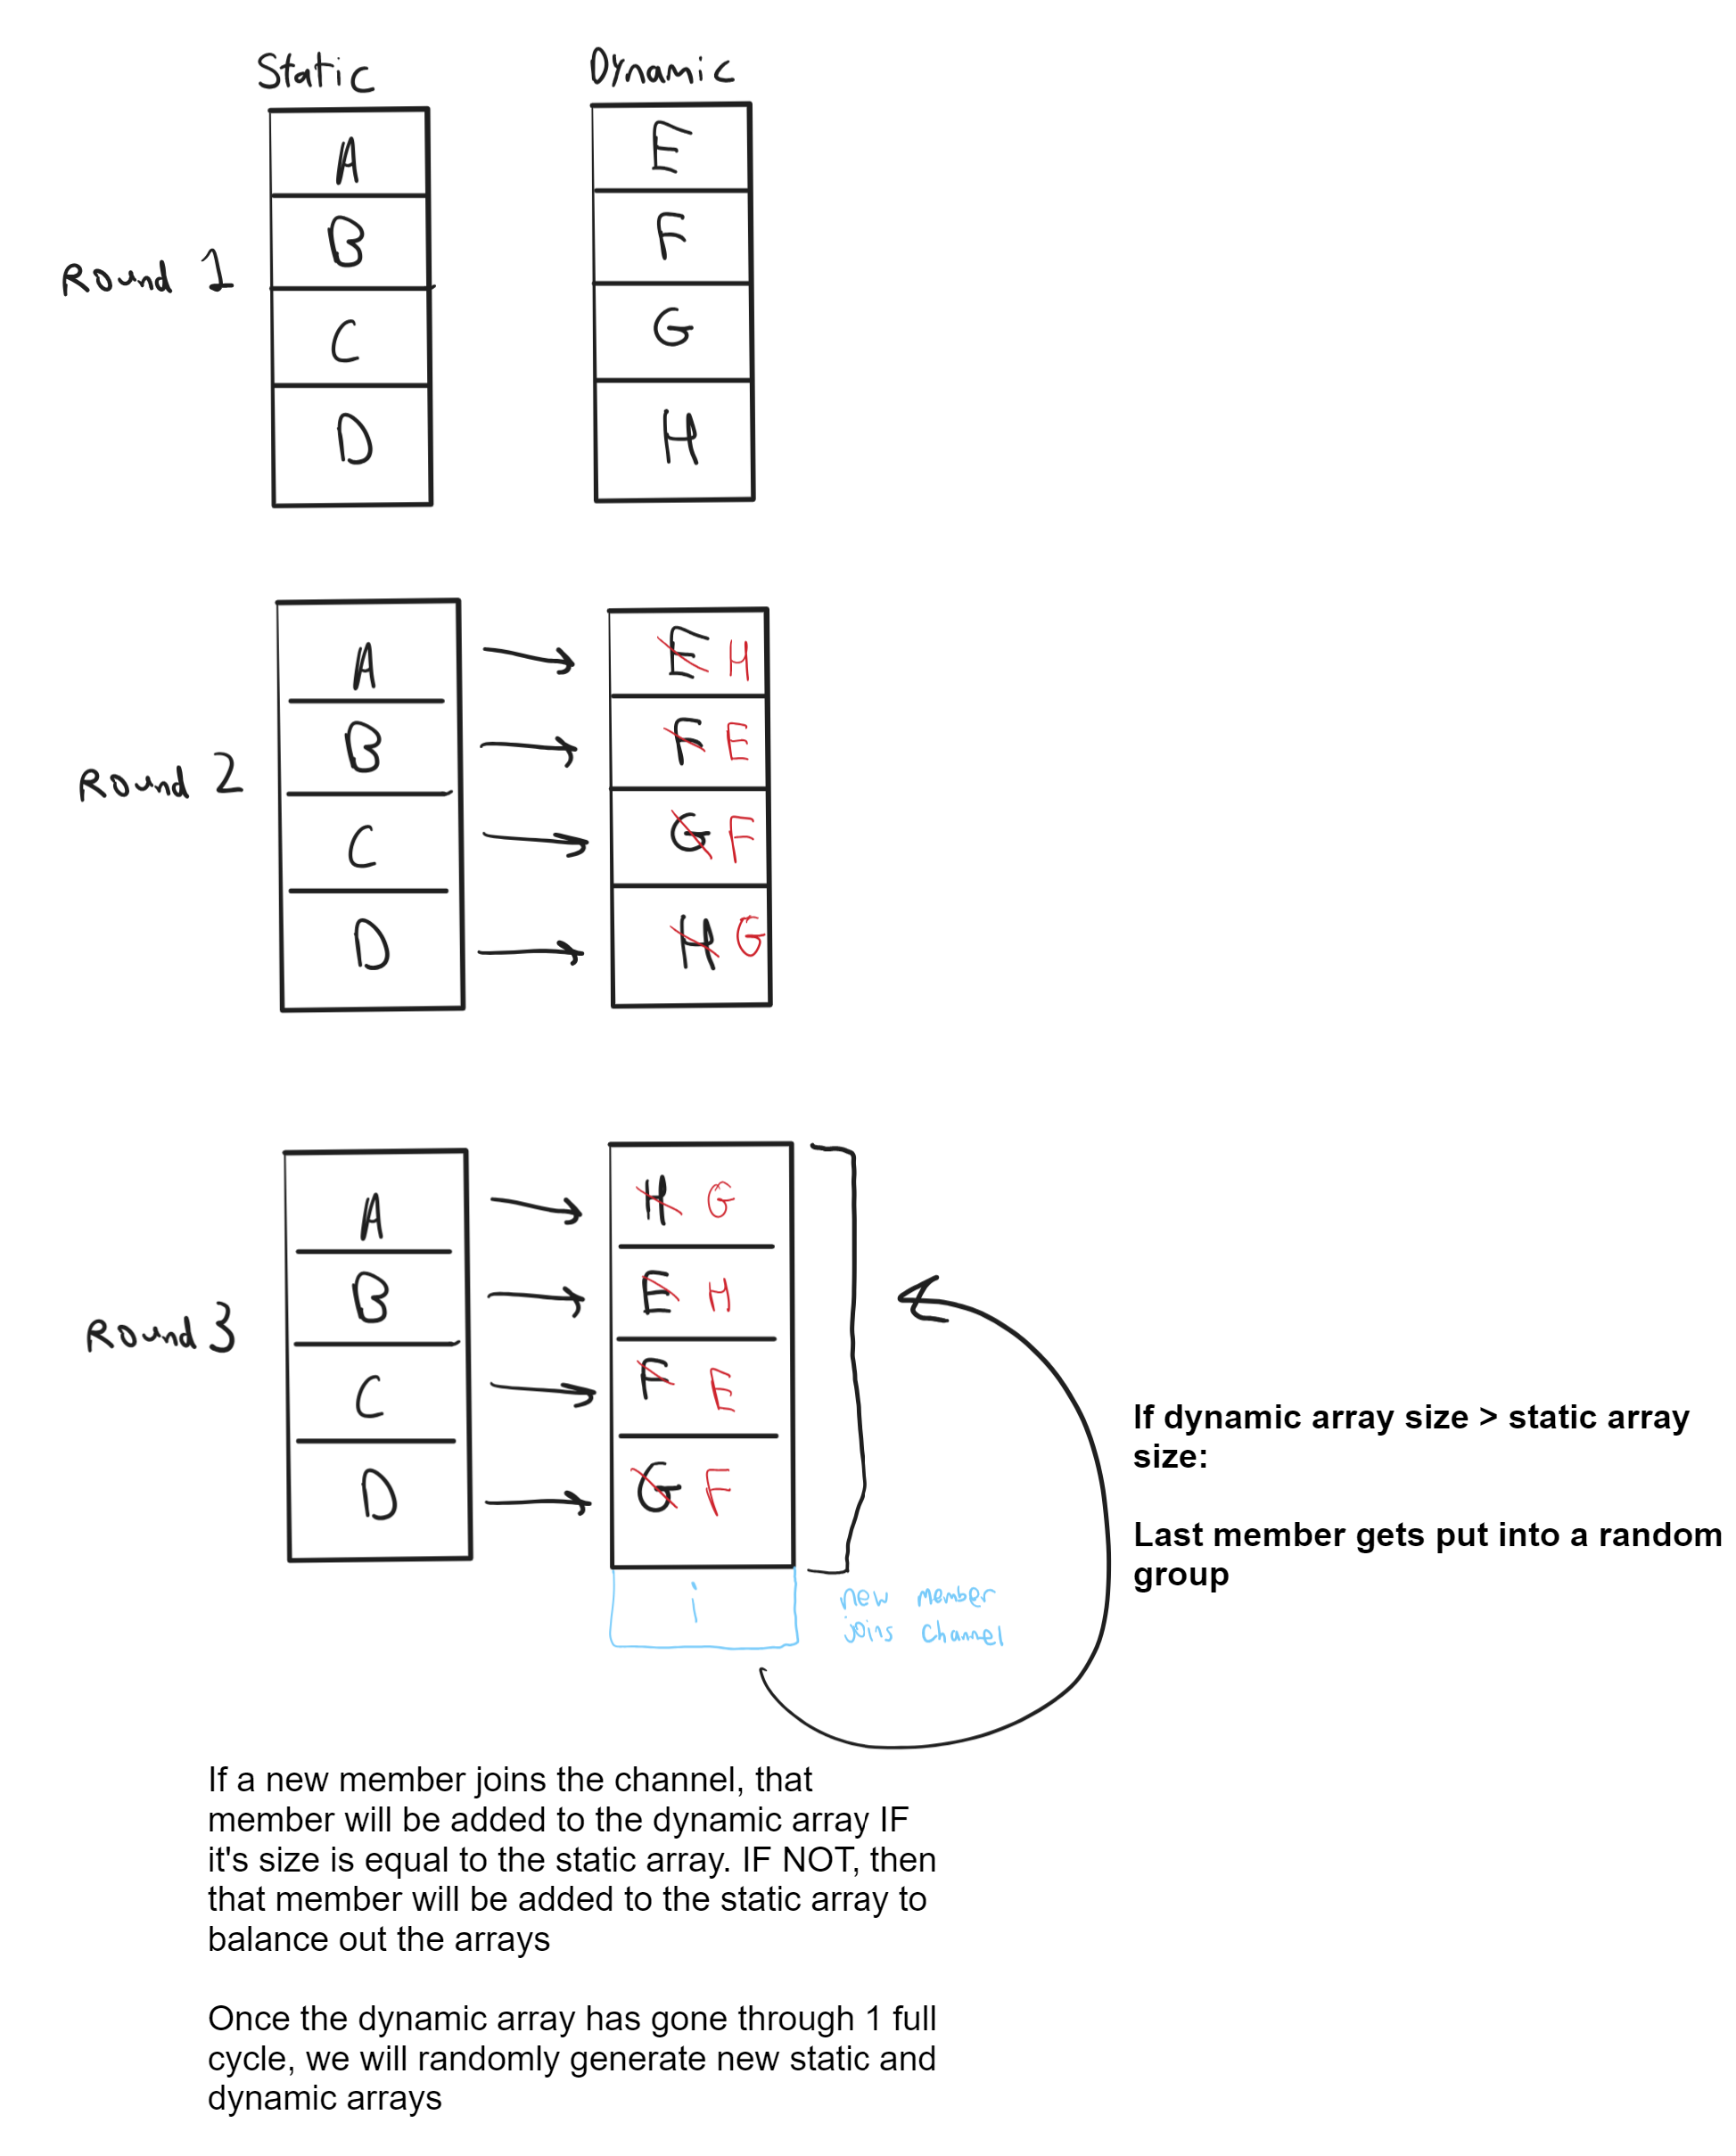 Static Dynamic
A E
B F
Round 1
C G
D H
A E H
B F E
Round 2
C G F
D H G
A H G
B E H
Round 3
C F E
D G F
i
new member
joins channel
If dynamic array size > static array
size:
Last member gets put into a random
group
If a new member joins the channel, that
member will be added to the dynamic array IF
it's size is equal to the static array. IF NOT, then
that member will be added to the static array to
balance out the arrays
Once the dynamic array has gone through 1 full
cycle, we will randomly generate new static and
dynamic arrays